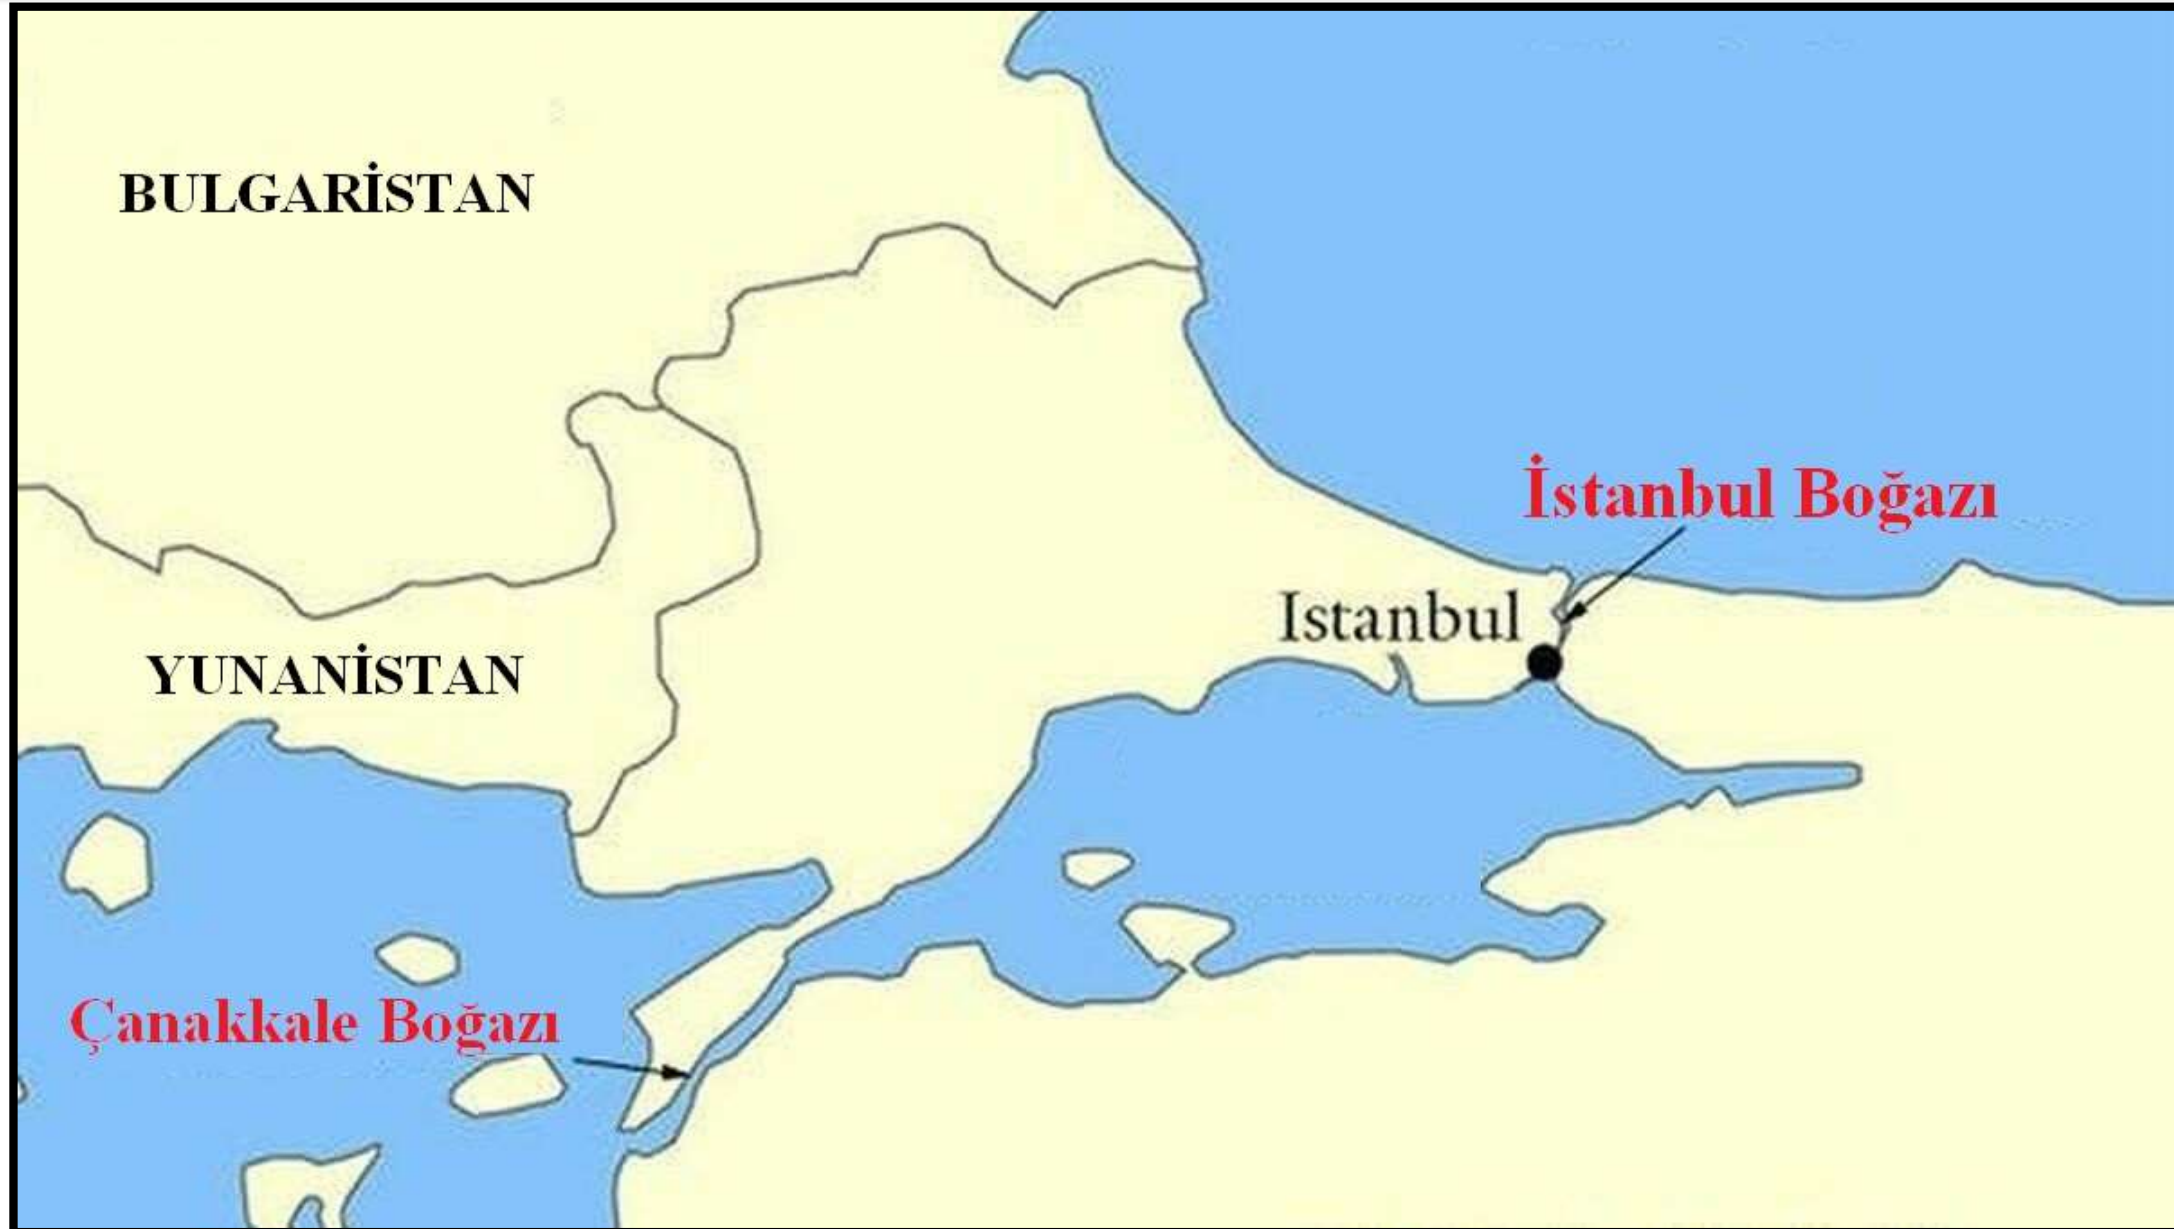 BULGARİSTAN
İstanbul Boğazı
Istanbul
YUNANİSTAN
Çanakkale Boğazı